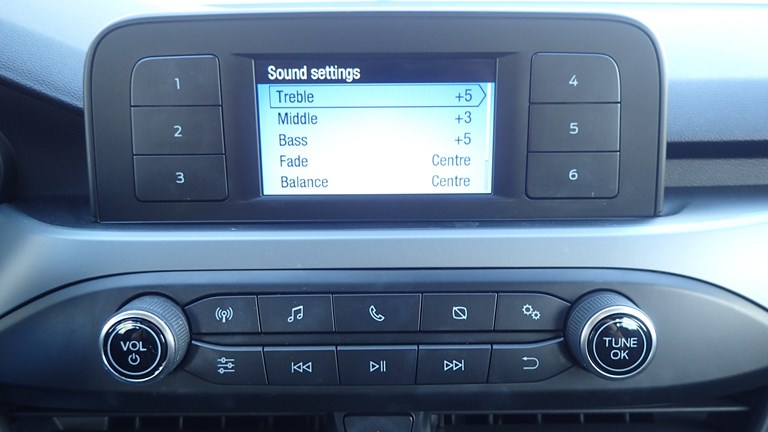 Sound settings
Treble +5
Middle +3
Bass +5
Fade Centre
Balance Centre
1
2
3
4
5
6
VOL
TUNE
OK